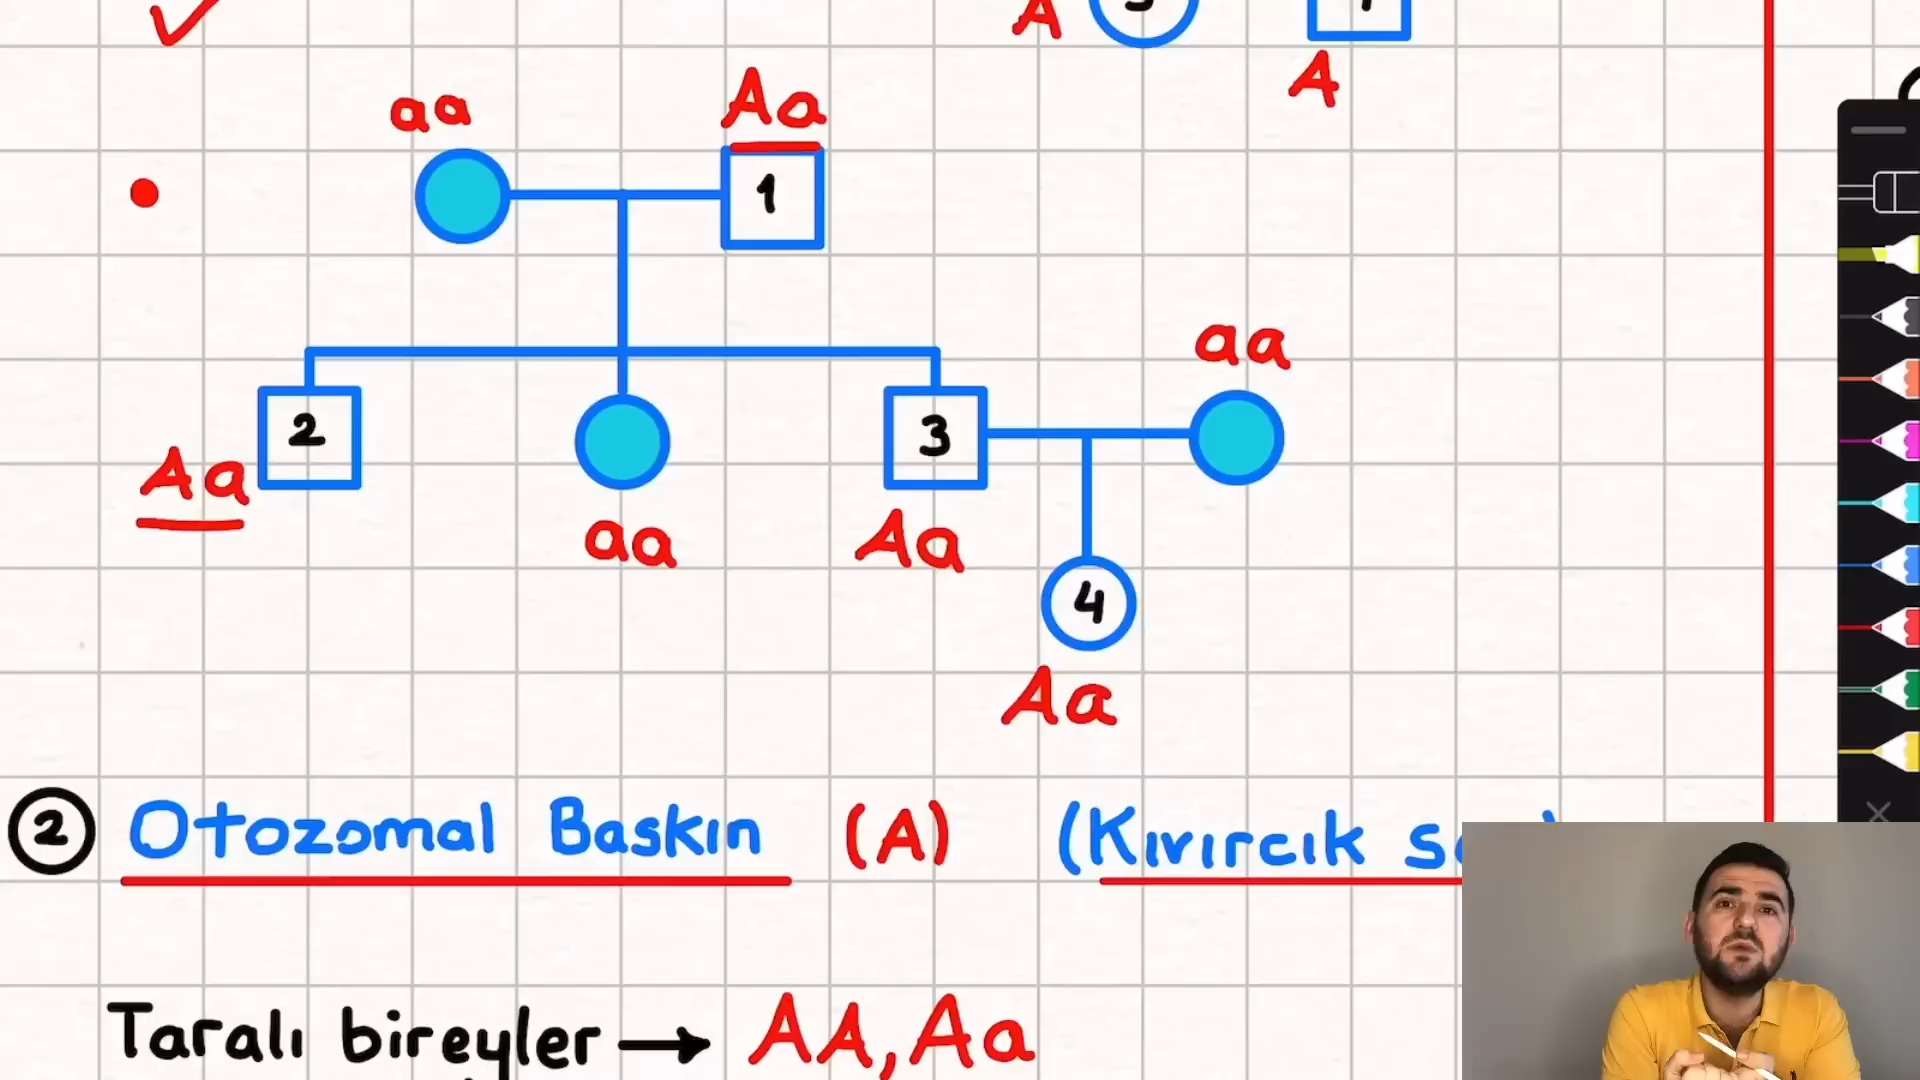 A
A
aa Aa
1
aa
2 3
Aa
aa Aa
4
Aa
2 Otozomal Baskın (A) (Kıvırcık
Taralı bireyler → AA, Aa